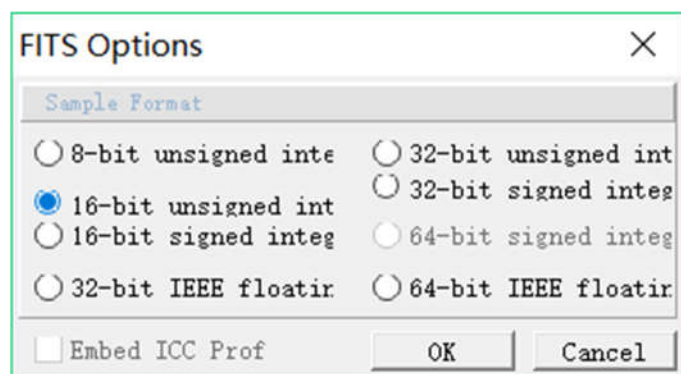 FITS Options
Sample Format
8-bit unsigned inte
32-bit unsigned int
16-bit unsigned int
32-bit signed integ
16-bit signed integ
64-bit signed integ
32-bit IEEE floatin
64-bit IEEE floatin
Embed ICC Prof
OK
Cancel